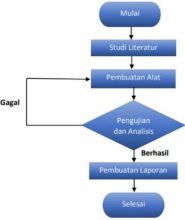 Mulai
Studi Literatur
Pembuatan Alat
Gagal
Pengujian
dan Analisis
Berhasil
Pembuatan Laporan
Selesai